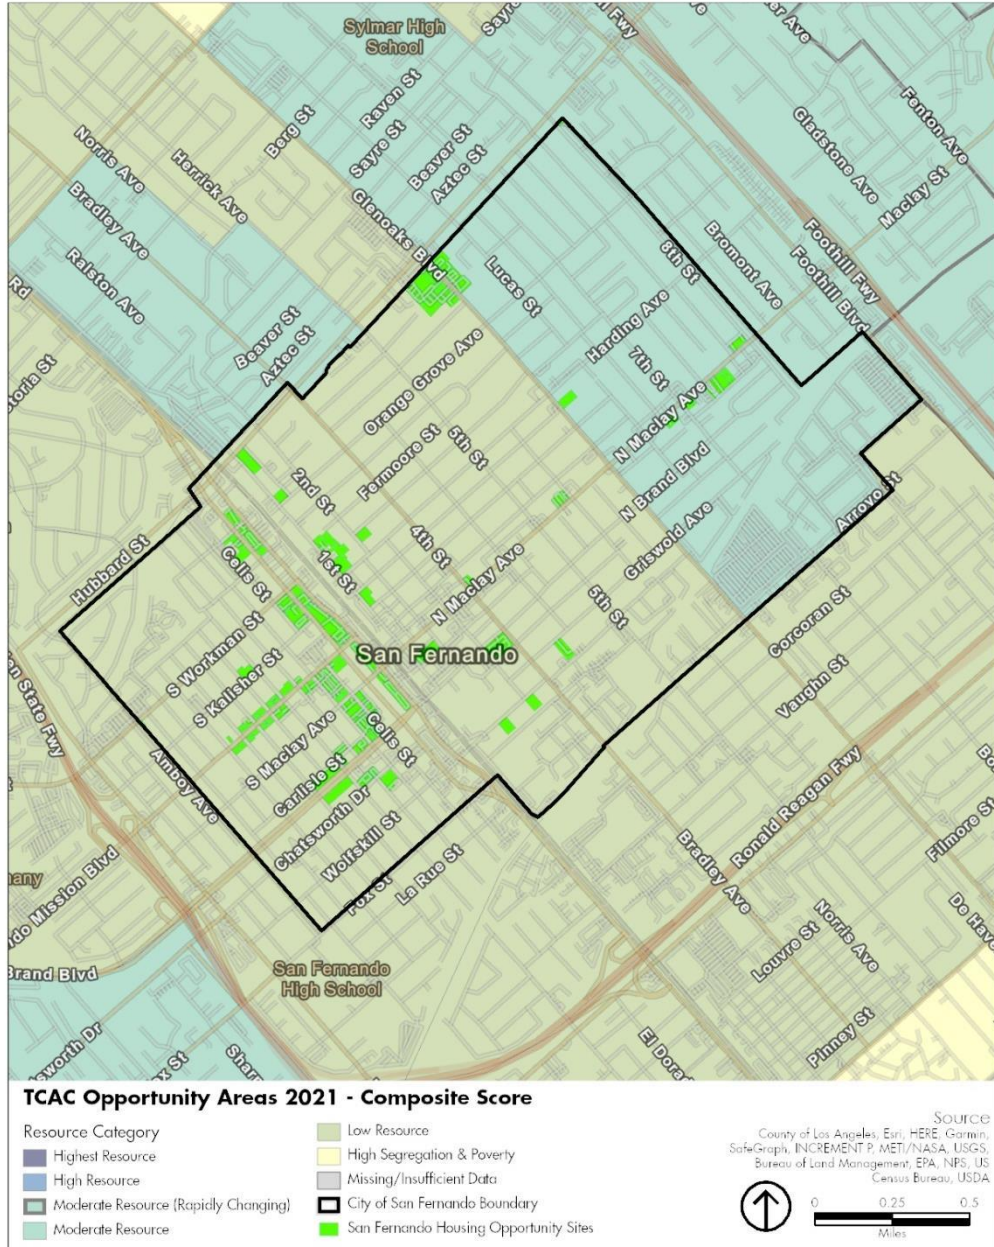 Sylmar High
School
Sayre
Fwy
Fenton Ave
Gladstone Ave
Maclay St
Raven St
Berg St
Sayre St
Beaver St
Aztec St
Norris Ave
Herrick Ave
Bradley Ave
Ralston Ave
Glenoaks Blvd
Foothill Fwy
Foothill Blvd
Bromont Ave
8th St
Lucas St
Harding Ave
7th St
Rd
Beaver St
Aztec St
Orange Grove Ave
N Maclay Ave
Fermoore St
5th St
N Brand Blvd
2nd St
4th St
Arroyo St
Griswold Ave
Hubbard St
Celis St
1st St
N Maclay Ave
5th St
Corcoran St
San Fernando
S Workman St
S Kalisher St
Vaughn St
S Maclay Ave
Celis St
Carlisle St
Amboy Ave
Chatsworth Dr
Wolfskill St
Fox St
La Rue St
Ronald Reagan Fwy
Bradley Ave
Filmore St
State Fwy
Mission Blvd
Brand Blvd
San Fernando
High School
Norris Ave
Louvre St
Pinney St
TCAC Opportunity Areas 2021 - Composite Score
Resource Category
Highest Resource
High Resource
Moderate Resource (Rapidly Changing)
Moderate Resource
Low Resource
High Segregation & Poverty
Missing/Insufficient Data
City of San Fernando Boundary
San Fernando Housing Opportunity Sites
Source
County of Los Angeles, Esri, HERE, Garmin,
SafeGraph, INCREMENT P, METI/NASA, USGS,
Bureau of Land Management, EPA, NPS, US
Census Bureau, USDA
0 0.25 0.5
Miles